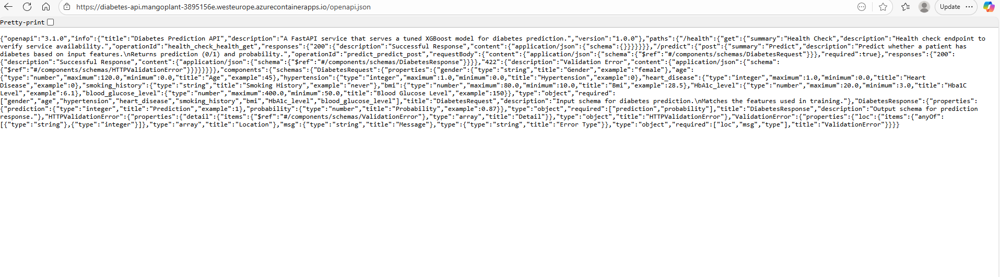 https://diabetes-api.mangoplant-3895156e.westeurope.azurecontainerapps.io/openapi.json
Update
Pretty-print
{"openapi":"3.1.0","info":{"title":"Diabetes Prediction API","description":"A FastAPI service that serves a tuned XGBoost model for diabetes prediction.","version":"1.0.0"},"paths":{"/health":{"get":{"summary":"Health Check","description":"Health check endpoint to
verify service availability.","operationId":"health_check_health_get","responses":{"200":{"description":"Successful Response","content":{"application/json":{"schema":{}}}}}}},"/predict":{"post":{"summary":"Predict","description":"Predict whether a patient has
diabetes based on input features.\nReturns prediction (0/1) and probability.","operationId":"predict_predict_post","requestBody":{"content":{"application/json":{"schema":{"$ref":"#/components/schemas/DiabetesRequest"}}},"required":true},"responses":{"200":
{"description":"Successful Response","content":{"application/json":{"schema":{"$ref":"#/components/schemas/DiabetesResponse"}}}},"422":{"description":"Validation Error","content":{"application/json":{"schema":
{"$ref":"#/components/schemas/HTTPValidationError"}}}}}}}},"components":{"schemas":{"DiabetesRequest":{"properties":{"gender":{"type":"string","title":"Gender","example":"female"},"age":
{"type":"number","maximum":120.0,"minimum":0.0,"title":"Age","example":45},"hypertension":{"type":"integer","maximum":1.0,"minimum":0.0,"title":"Hypertension","example":0},"heart_disease":{"type":"integer","maximum":1.0,"minimum":0.0,"title":"Heart
Disease","example":0},"smoking_history":{"type":"string","title":"Smoking History","example":"never"},"bmi":{"type":"number","maximum":80.0,"minimum":10.0,"title":"Bmi","example":28.5},"HbA1c_level":{"type":"number","maximum":20.0,"minimum":3.0,"title":"Hba1C
Level","example":6.1},"blood_glucose_level":{"type":"number","maximum":400.0,"minimum":50.0,"title":"Blood Glucose Level","example":150}},"type":"object","required":
["gender","age","hypertension","heart_disease","smoking_history","bmi","HbA1c_level","blood_glucose_level"],"title":"DiabetesRequest","description":"Input schema for diabetes prediction.\nMatches the features used in training."},"DiabetesResponse":{"properties":
{"prediction":{"type":"integer","title":"Prediction","example":1},"probability":{"type":"number","title":"Probability","example":0.87}},"type":"object","required":["prediction","probability"],"title":"DiabetesResponse","description":"Output schema for prediction
response."},"HTTPValidationError":{"properties":{"detail":{"items":{"$ref":"#/components/schemas/ValidationError"},"type":"array","title":"Detail"}},"type":"object","title":"HTTPValidationError"},"ValidationError":{"properties":{"loc":{"items":{"anyOf":
[{"type":"string"},{"type":"integer"}]},"type":"array","title":"Location"},"msg":{"type":"string","title":"Message"},"type":{"type":"string","title":"Error Type"}},"type":"object","required":["loc","msg","type"],"title":"ValidationError"}}}}